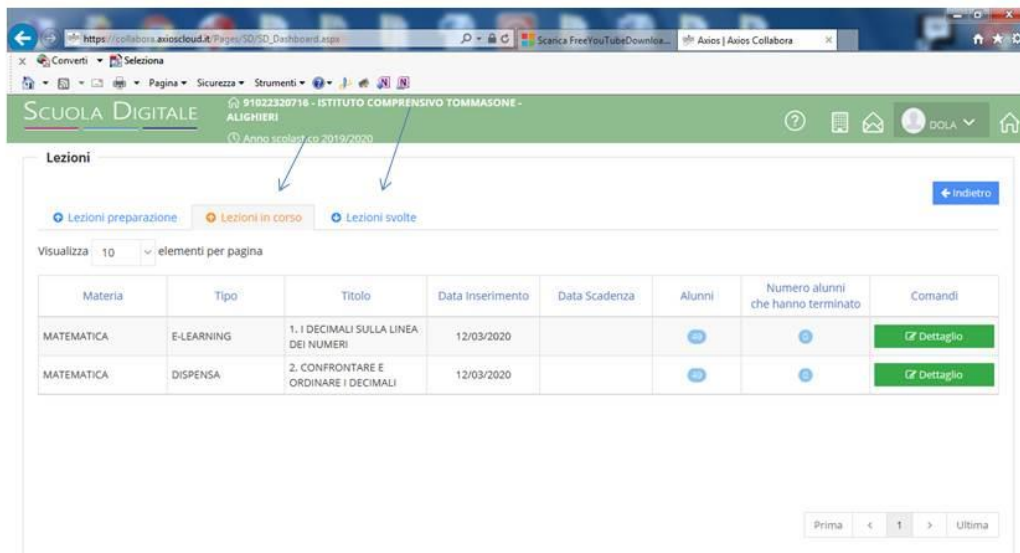 https://collabora.axioscloud.it/Pages/SD/SD_Dashboard.aspx
Scarica FreeYouTubeDownloa...
Axios | Axios Collabora
Converti
Seleziona
Pagina Sicurezza Strumenti
SCUOLA DIGITALE
91022320716 - ISTITUTO COMPRENSIVO TOMMASONE -
ALIGHIERI
Anno scolastico 2019/2020
DOLA
Lezioni
Indietro
Lezioni preparazione Lezioni in corso Lezioni svolte
Visualizza 10 elementi per pagina
Materia Tipo Titolo Data Inserimento Data Scadenza Alunni Numero alunni che hanno terminato Comandi
MATEMATICA E-LEARNING 1. I DECIMALI SULLA LINEA DEI NUMERI 12/03/2020 0 Dettaglio
MATEMATICA DISPENSA 2. CONFRONTARE E ORDINARE I DECIMALI 12/03/2020 0 Dettaglio
Prima < 1 > Ultima